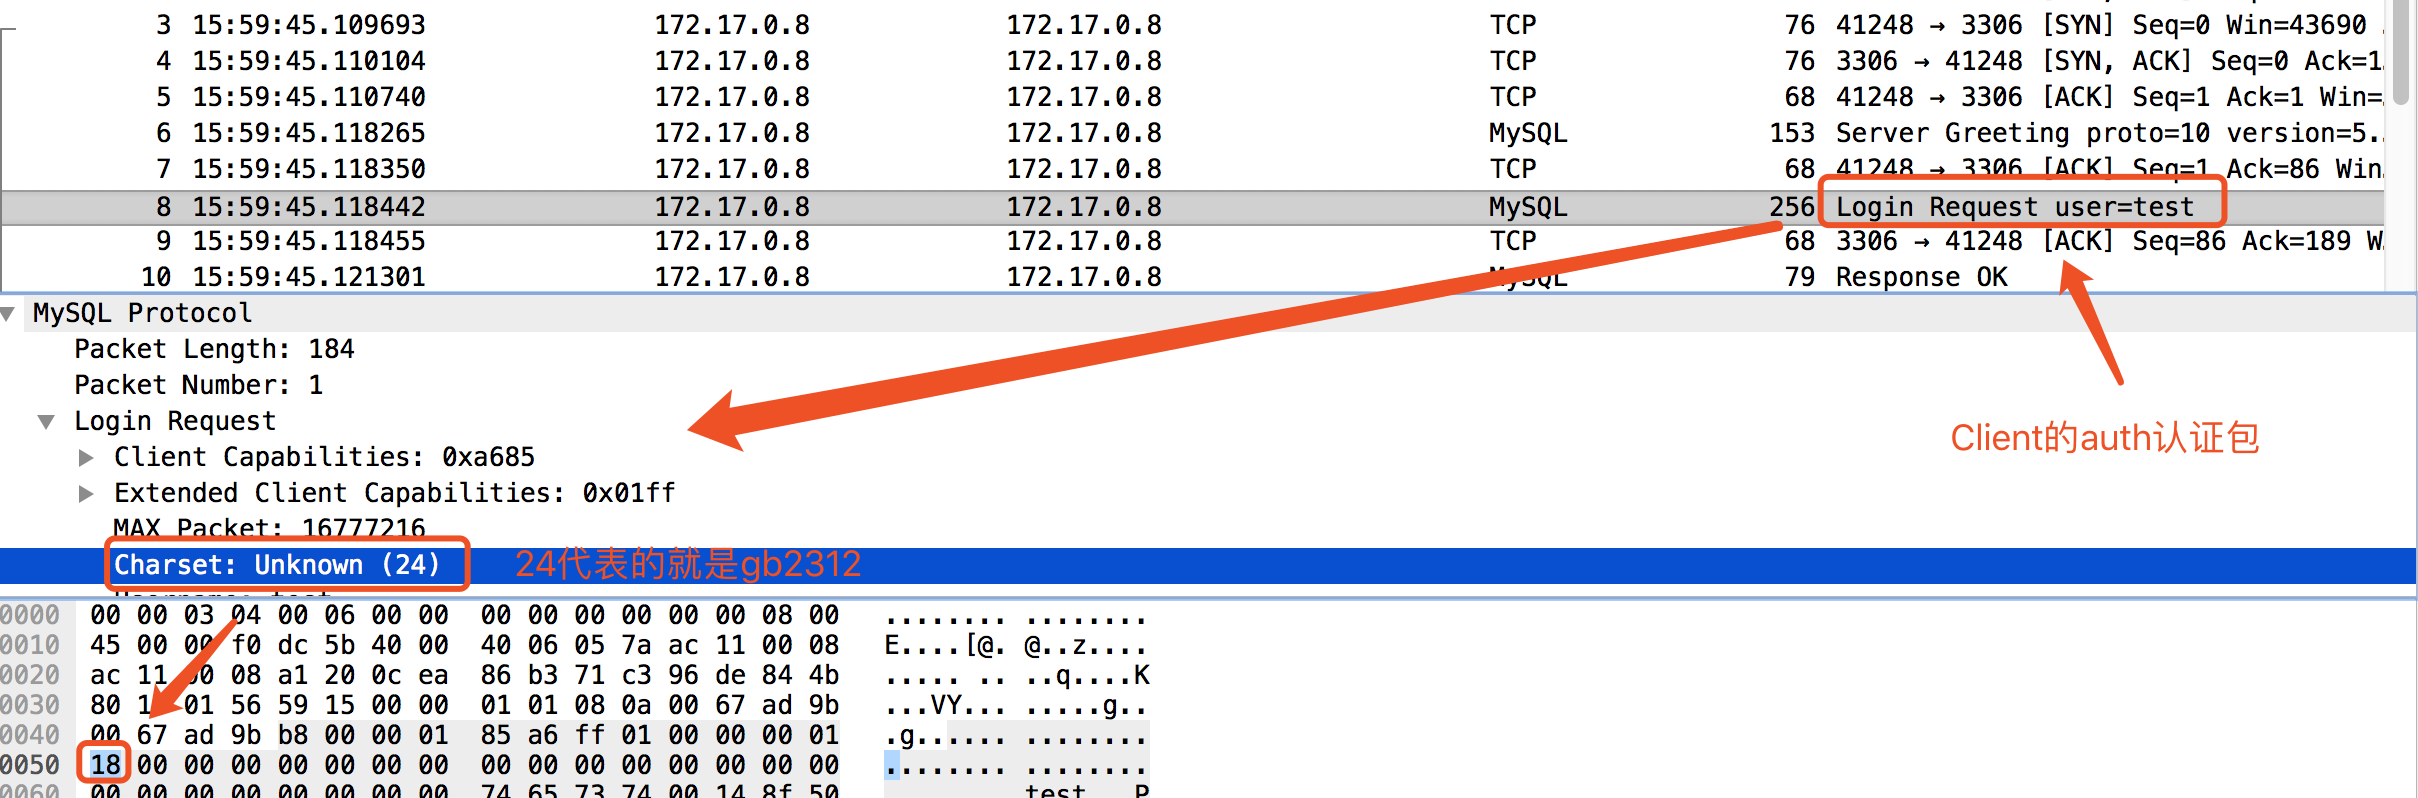 3 15:59:45.109693 172.17.0.8 172.17.0.8 TCP 76 41248 → 3306 [SYN] Seq=0 Win=43690
4 15:59:45.110104 172.17.0.8 172.17.0.8 TCP 76 3306 → 41248 [SYN, ACK] Seq=0 Ack=1…
5 15:59:45.110740 172.17.0.8 172.17.0.8 TCP 68 41248 → 3306 [ACK] Seq=1 Ack=1 Win=…
6 15:59:45.118265 172.17.0.8 172.17.0.8 MySQL 153 Server Greeting proto=10 version=5.…
7 15:59:45.118350 172.17.0.8 172.17.0.8 TCP 68 41248 → 3306 [ACK] Seq=1 Ack=86 Win…
8 15:59:45.118442 172.17.0.8 172.17.0.8 MySQL 256 Login Request user=test
9 15:59:45.118455 172.17.0.8 172.17.0.8 TCP 68 3306 → 41248 [ACK] Seq=86 Ack=189 W…
10 15:59:45.121301 172.17.0.8 172.17.0.8 MySQL 79 Response OK
MySQL Protocol
Packet Length: 184
Packet Number: 1
Login Request
Client的auth认证包
Client Capabilities: 0xa685
Extended Client Capabilities: 0x01ff
MAX Packet: 16777216
Charset: Unknown (24) 24代表的就是gb2312
0000 00 00 03 04 00 06 00 00 00 00 00 00 00 00 08 00 ........ ........
0010 45 00 00 f0 dc 5b 40 00 40 06 05 7a ac 11 00 08 E....[@. @..z....
0020 ac 11 00 08 a1 20 0c ea 86 b3 71 c3 96 de 84 4b ..... .. ..q....K
0030 80 1 01 56 59 15 00 00 01 01 08 0a 00 67 ad 9b ...VY... .....g..
0040 00 67 ad 9b b8 00 00 01 85 a6 ff 01 00 00 00 01 .g...... ........
0050 18 00 00 00 00 00 00 00 00 00 00 00 00 00 00 00 ........ ........
0060 00 00 00 00 00 00 00 00 74 65 73 74 00 14 8f 50 test..P